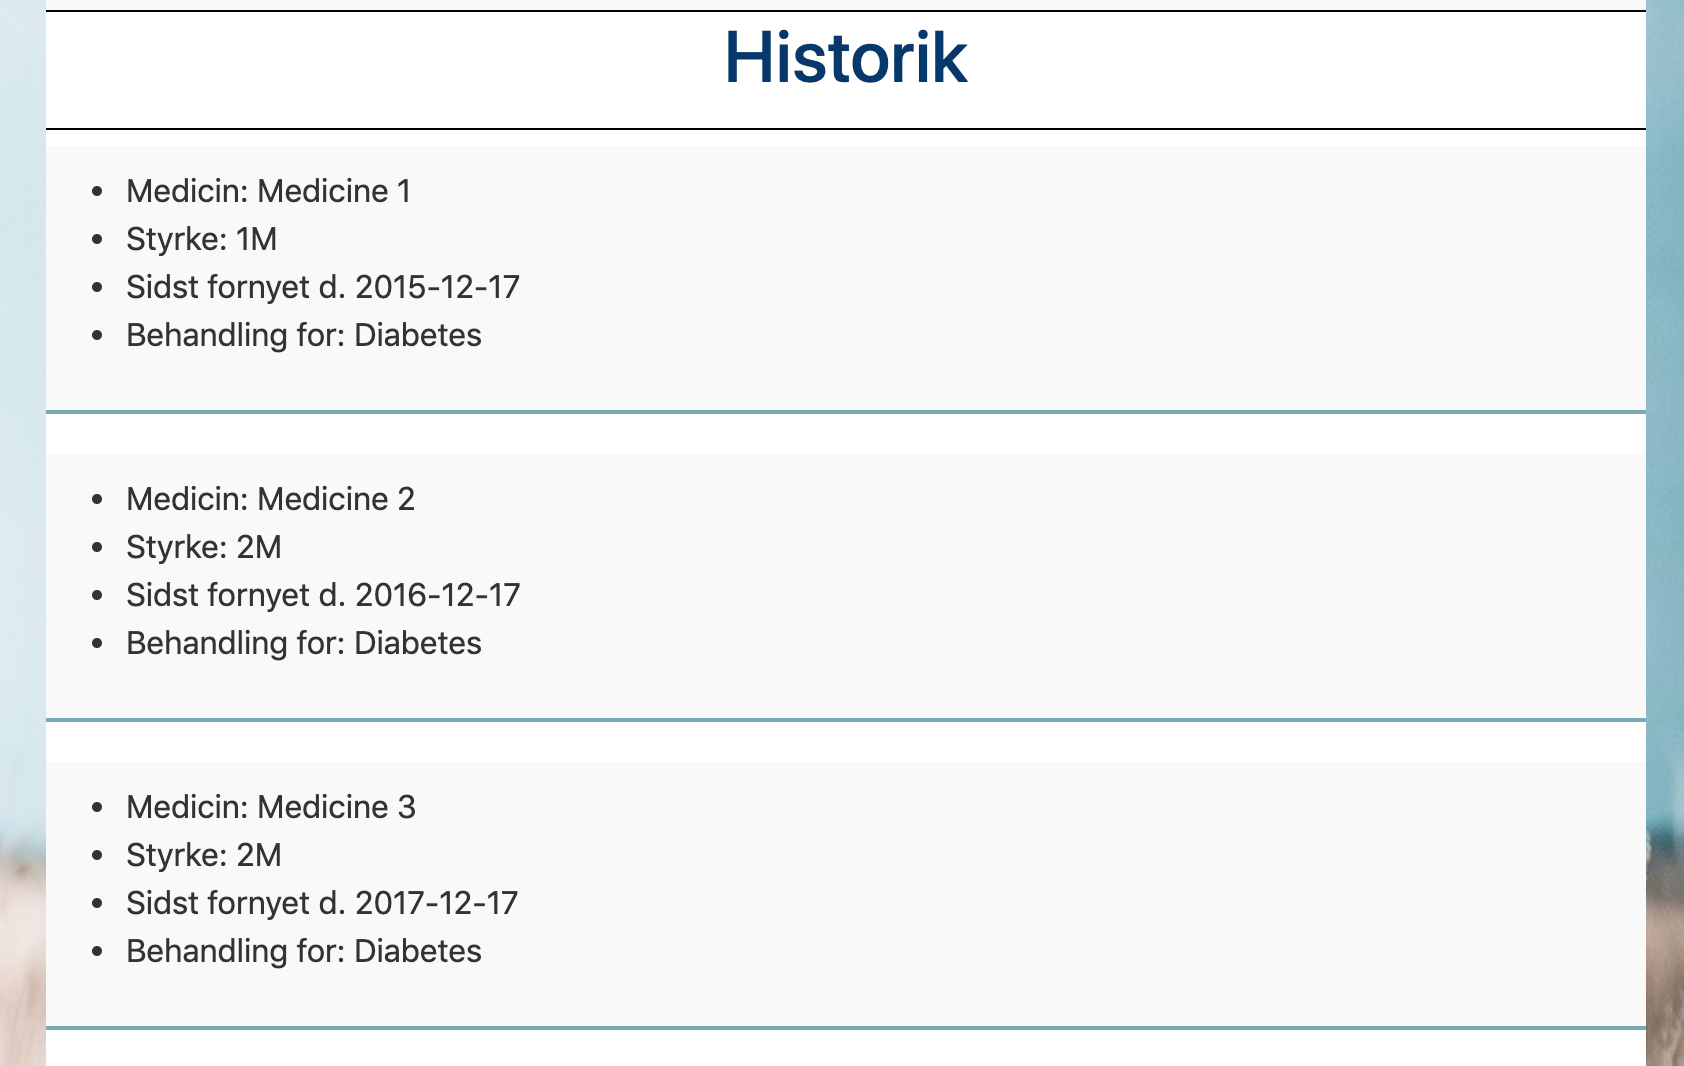 Historik
Medicin: Medicine 1
Styrke: 1M
Sidst fornyet d. 2015-12-17
Behandling for: Diabetes
Medicin: Medicine 2
Styrke: 2M
Sidst fornyet d. 2016-12-17
Behandling for: Diabetes
Medicin: Medicine 3
Styrke: 2M
Sidst fornyet d. 2017-12-17
Behandling for: Diabetes